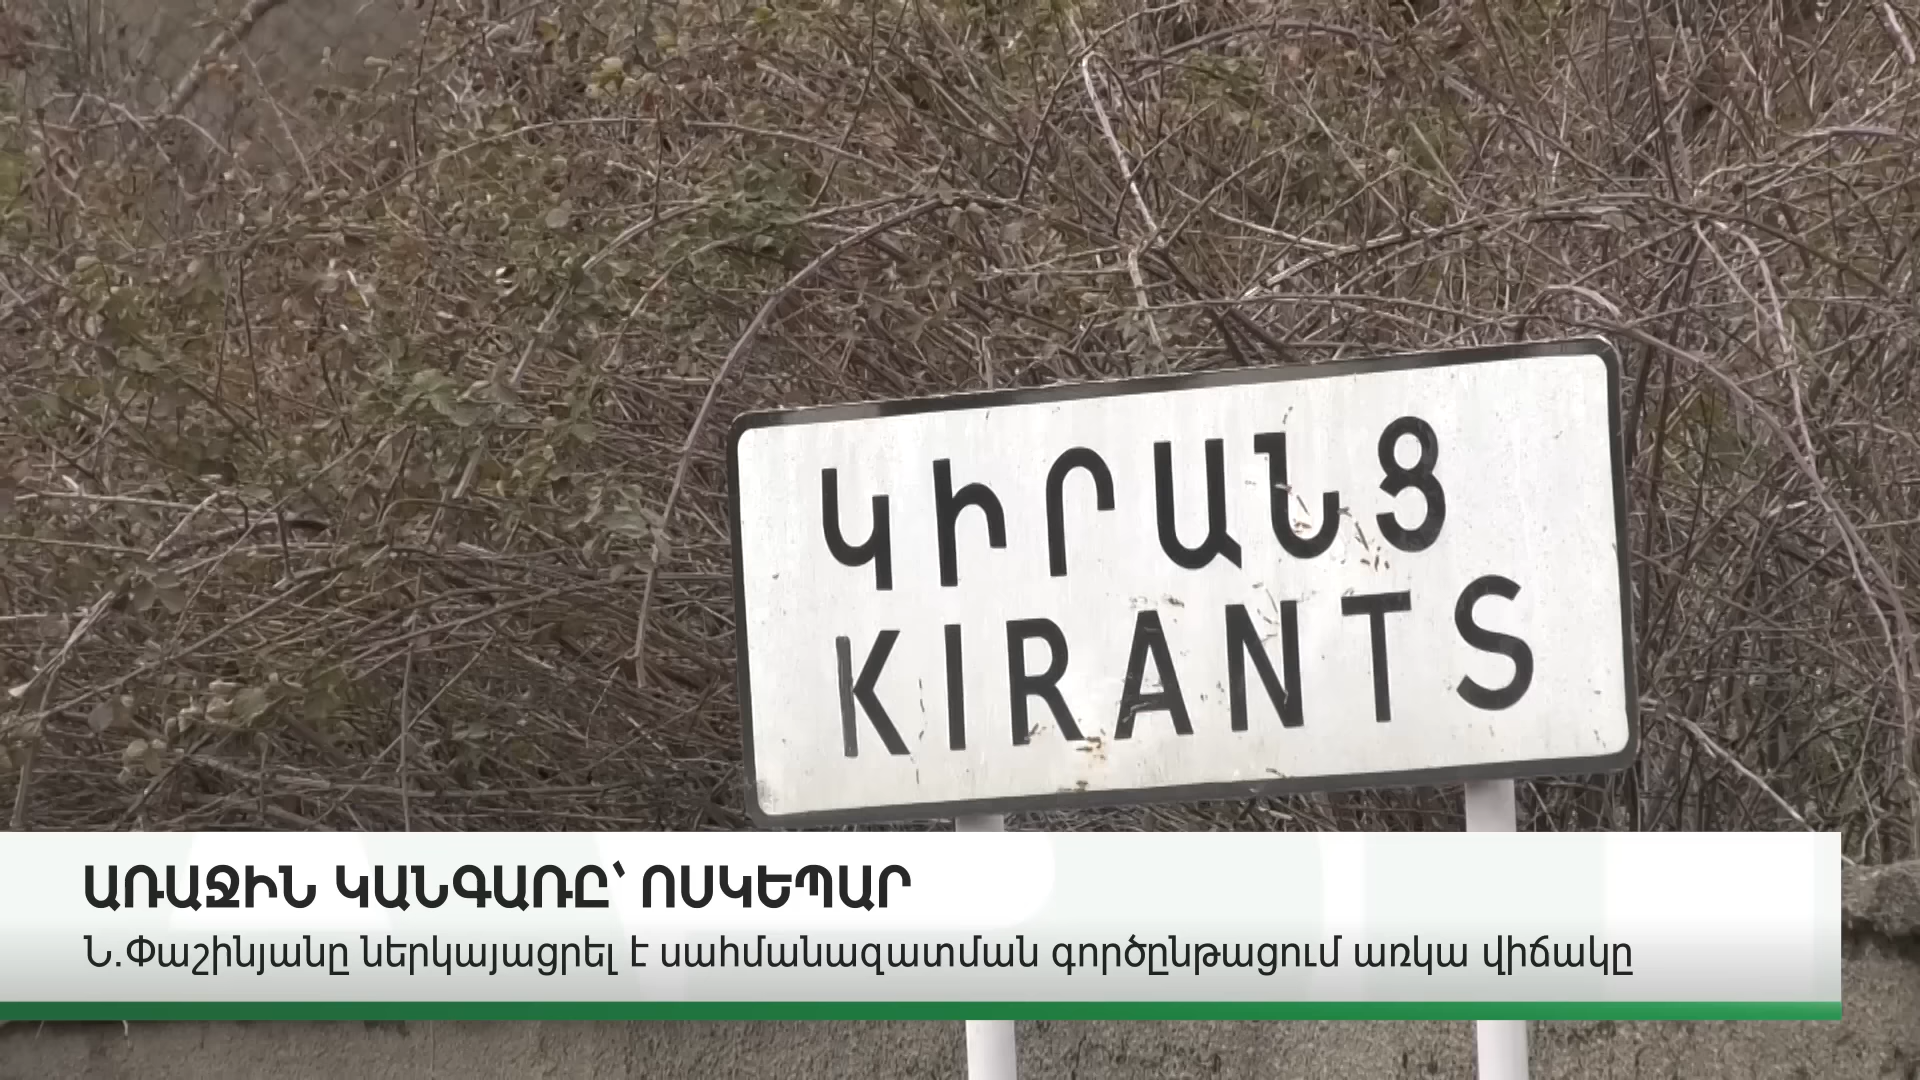 ԿԻՐԱՆՑ
KIRANTS
ԱՌԱՋԻՆ ԿԱՆԳԱՌԸ՝ ՈՍԿԵՊԱՐ
Ն.Փաշինյանը ներկայացրել է սահմանազատման գործընթացում առկա վիճակը